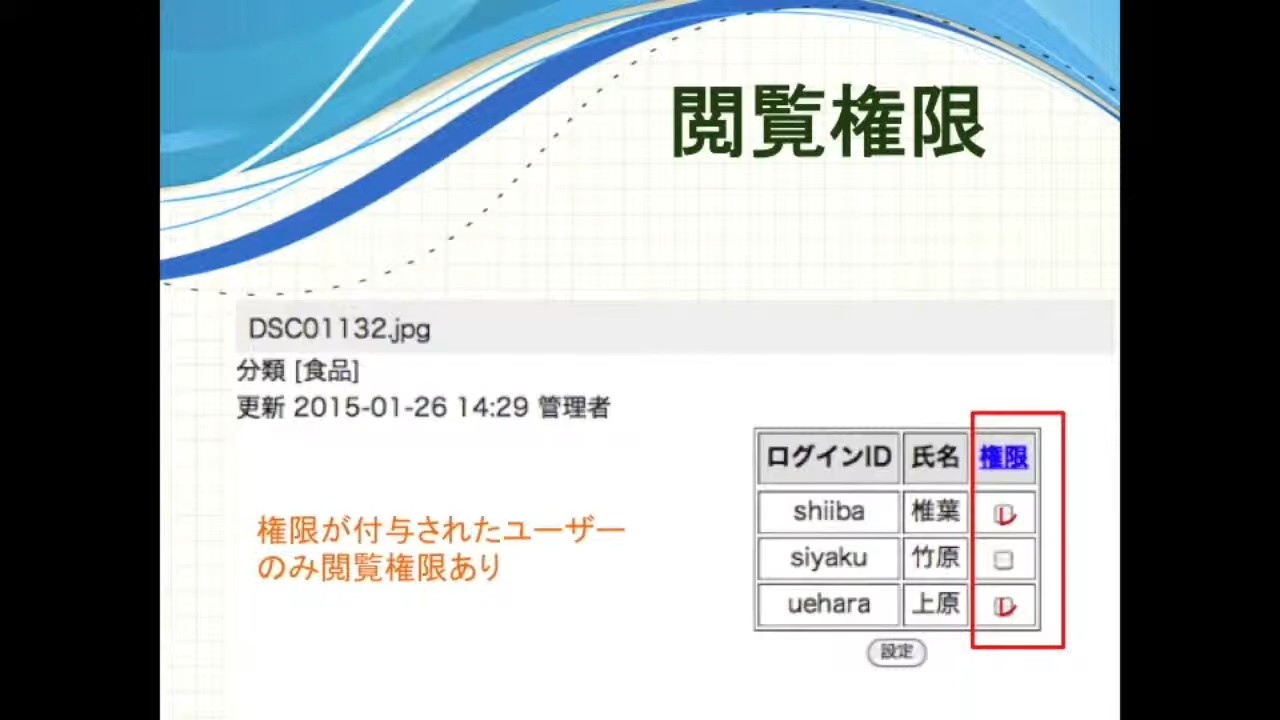 閲覧権限
DSC01132.jpg
分類 [食品]
更新 2015-01-26 14:29 管理者
権限が付与されたユーザー
のみ閲覧権限あり
ログインID 氏名 権限
shiiba 椎葉
siyaku 竹原
uehara 上原
設定